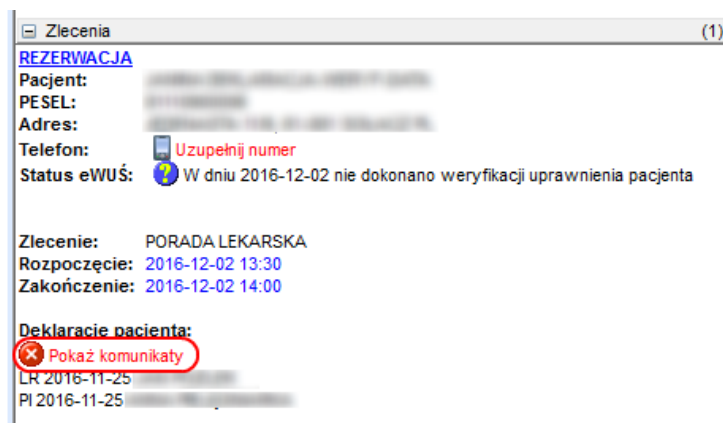 Zlecenia (1)
REZERWACJA
Pacjent:
PESEL:
Adres:
Telefon: Uzupełnij numer
Status eWUŚ: W dniu 2016-12-02 nie dokonano weryfikacji uprawnienia pacjenta
Zlecenie: PORADA LEKARSKA
Rozpoczęcie: 2016-12-02 13:30
Zakończenie: 2016-12-02 14:00
Deklaracje pacjenta:
Pokaż komunikaty
LR 2016-11-25
PI 2016-11-25